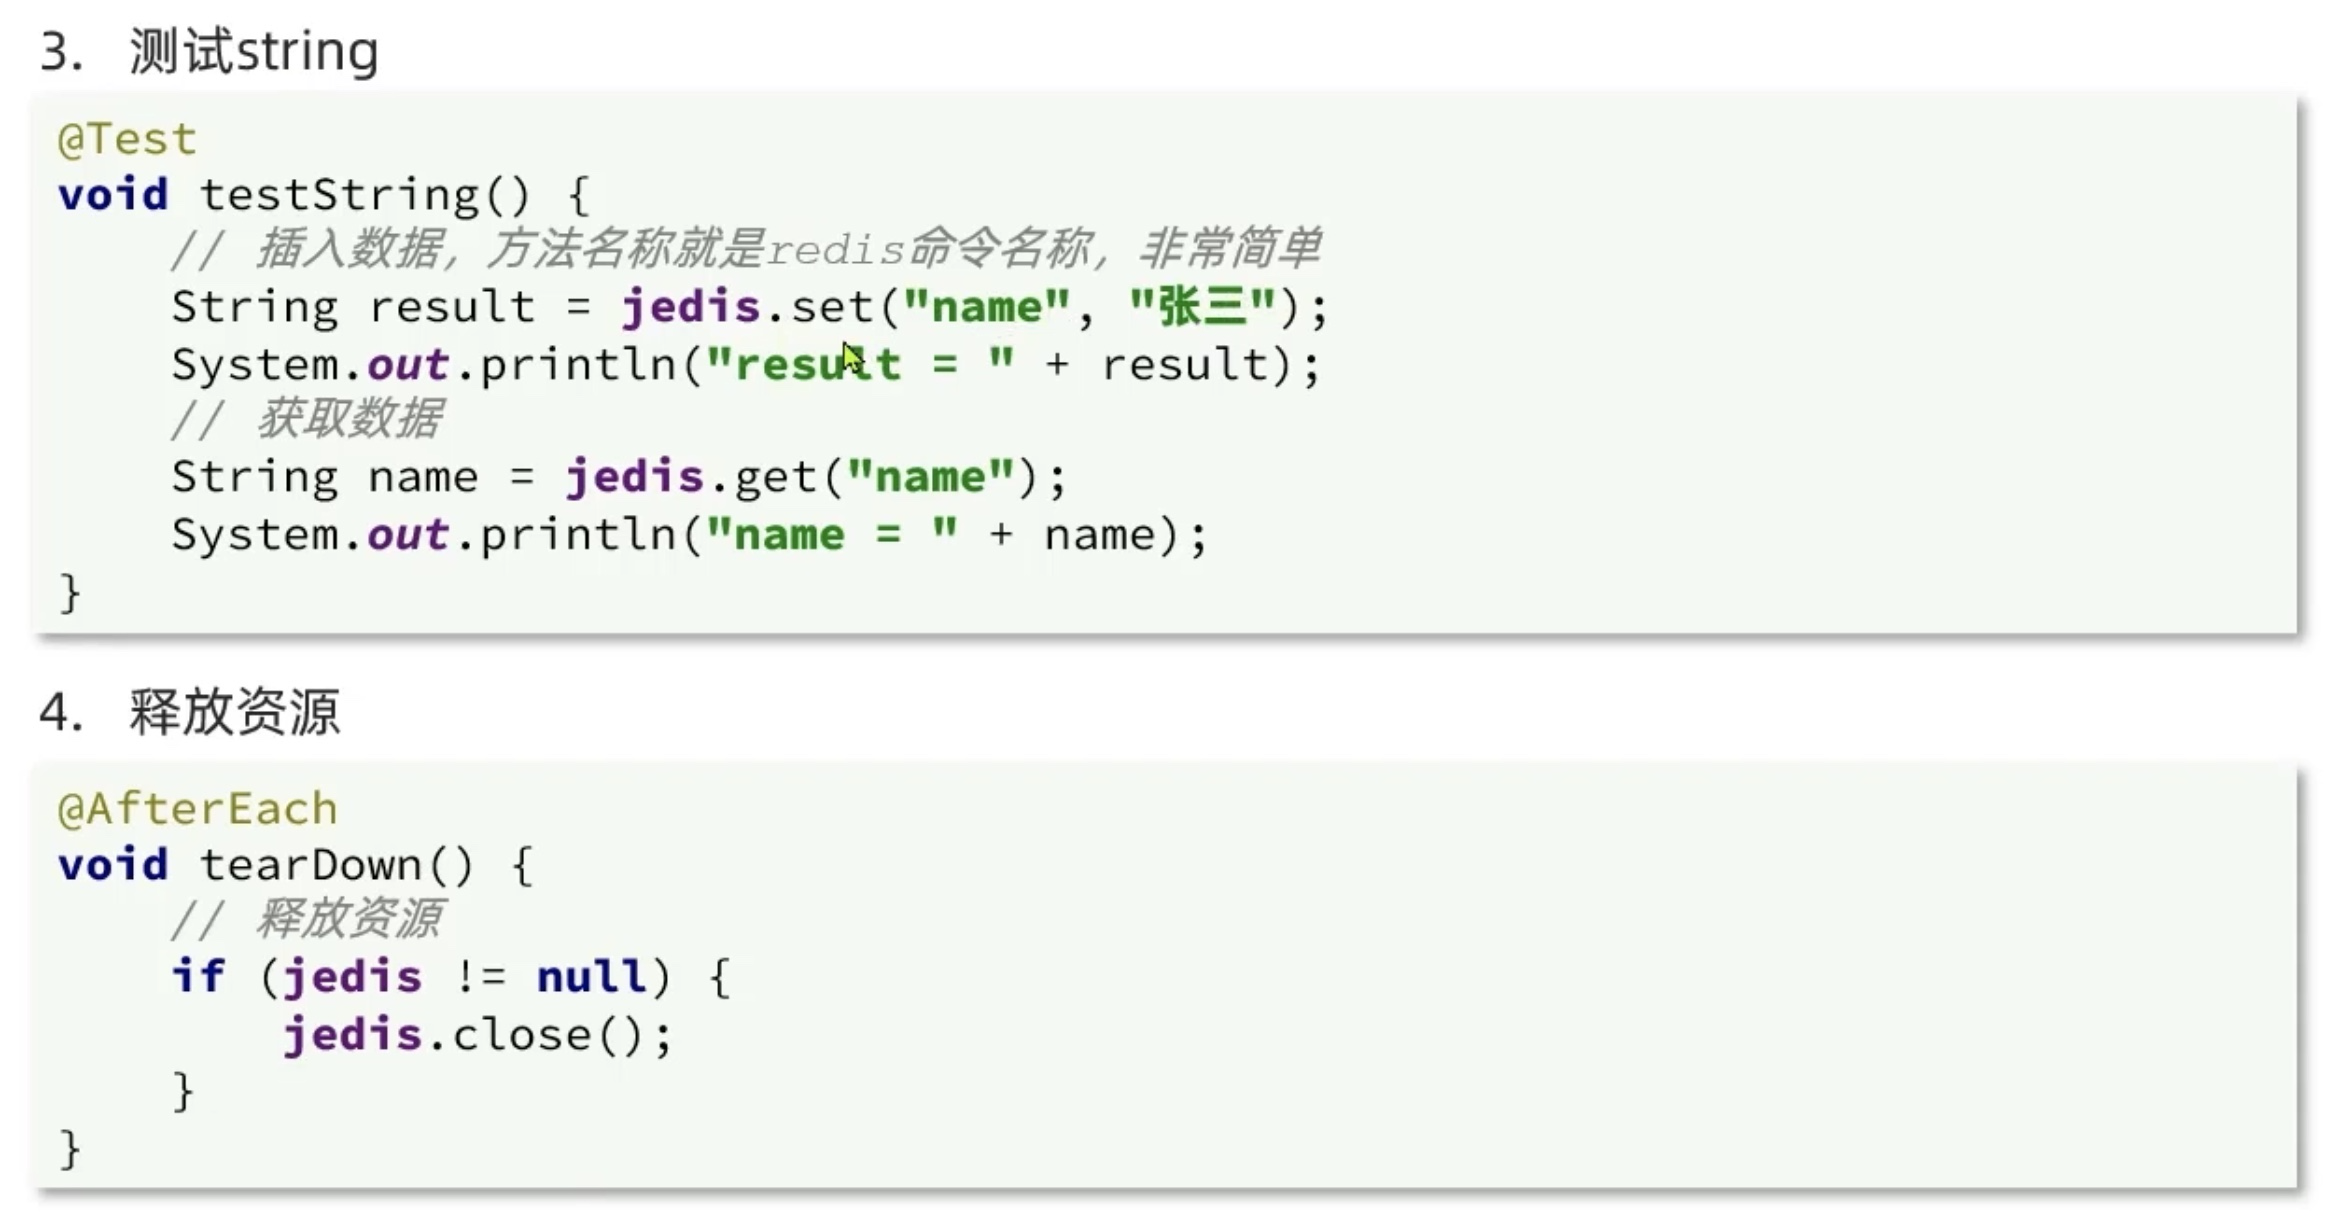 3. 测试string
@Test
void testString() {
    // 插入数据，方法名称就是redis命令名称，非常简单
    String result = jedis.set("name", "张三");
    System.out.println("result = " + result);
    // 获取数据
    String name = jedis.get("name");
    System.out.println("name = " + name);
}
4. 释放资源
@AfterEach
void tearDown() {
    // 释放资源
    if (jedis != null) {
        jedis.close();
    }
}